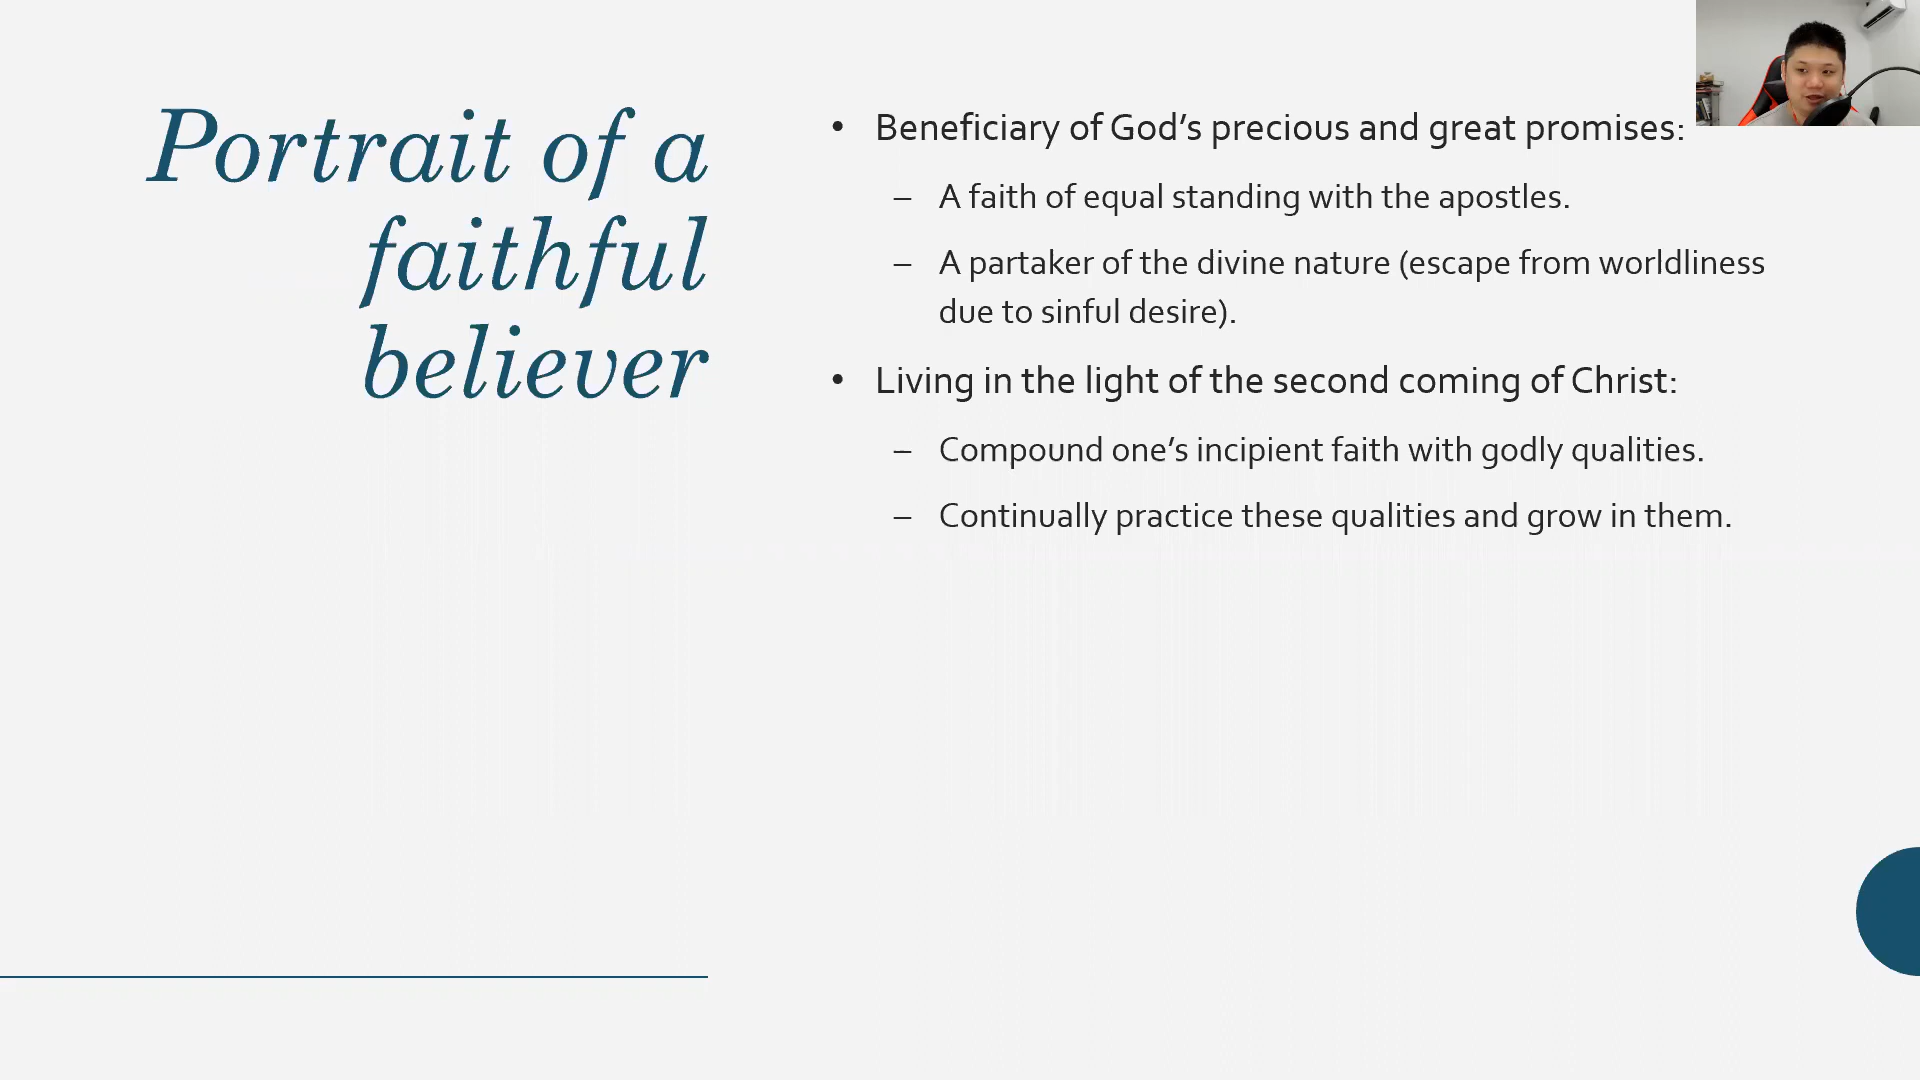 Portrait of a
faithful
believer
• Beneficiary of God’s precious and great promises:
– A faith of equal standing with the apostles.
– A partaker of the divine nature (escape from worldliness
due to sinful desire).
• Living in the light of the second coming of Christ:
– Compound one’s incipient faith with godly qualities.
– Continually practice these qualities and grow in them.